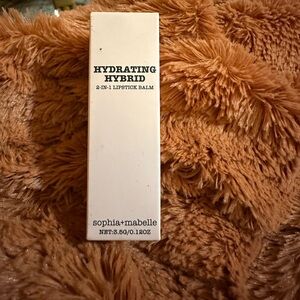 HYDRATING
HYBRID
2-IN-1 LIPSTICK BALM
sophia+mabelle
NET:3.5G/0.12OZ